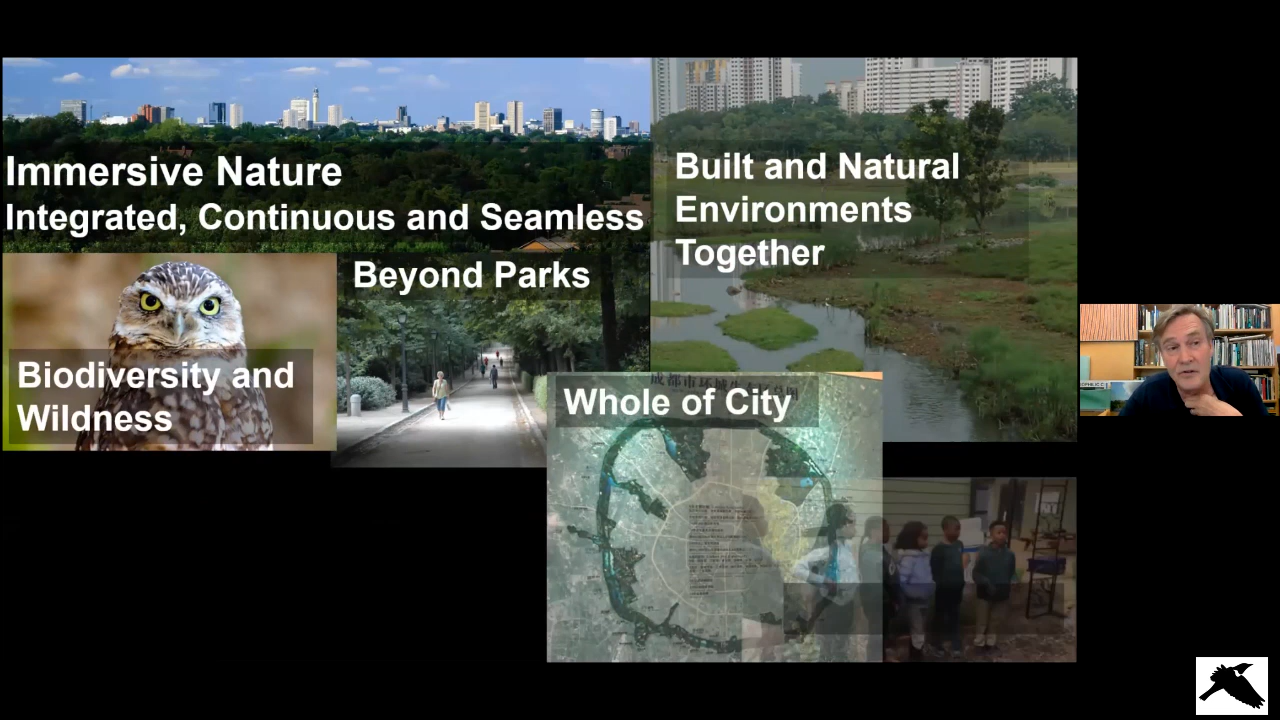 Immersive Nature
Integrated, Continuous and Seamless
Beyond Parks
Built and Natural
Environments
Together
Biodiversity and
Wildness
Whole of City